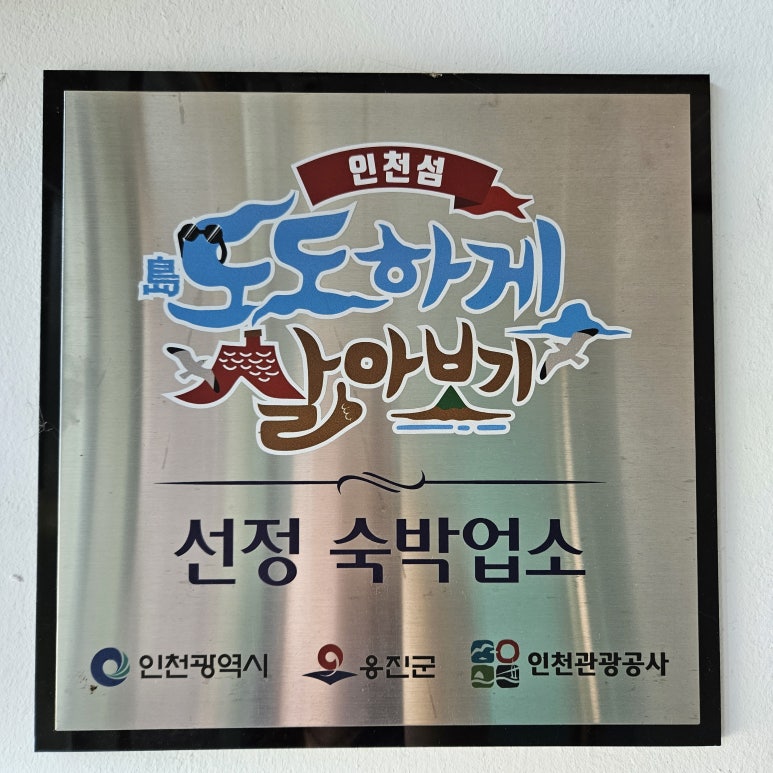 인천섬
島 도도하게
살아보기
선정 숙박업소
인천광역시 옹진군 인천관광공사